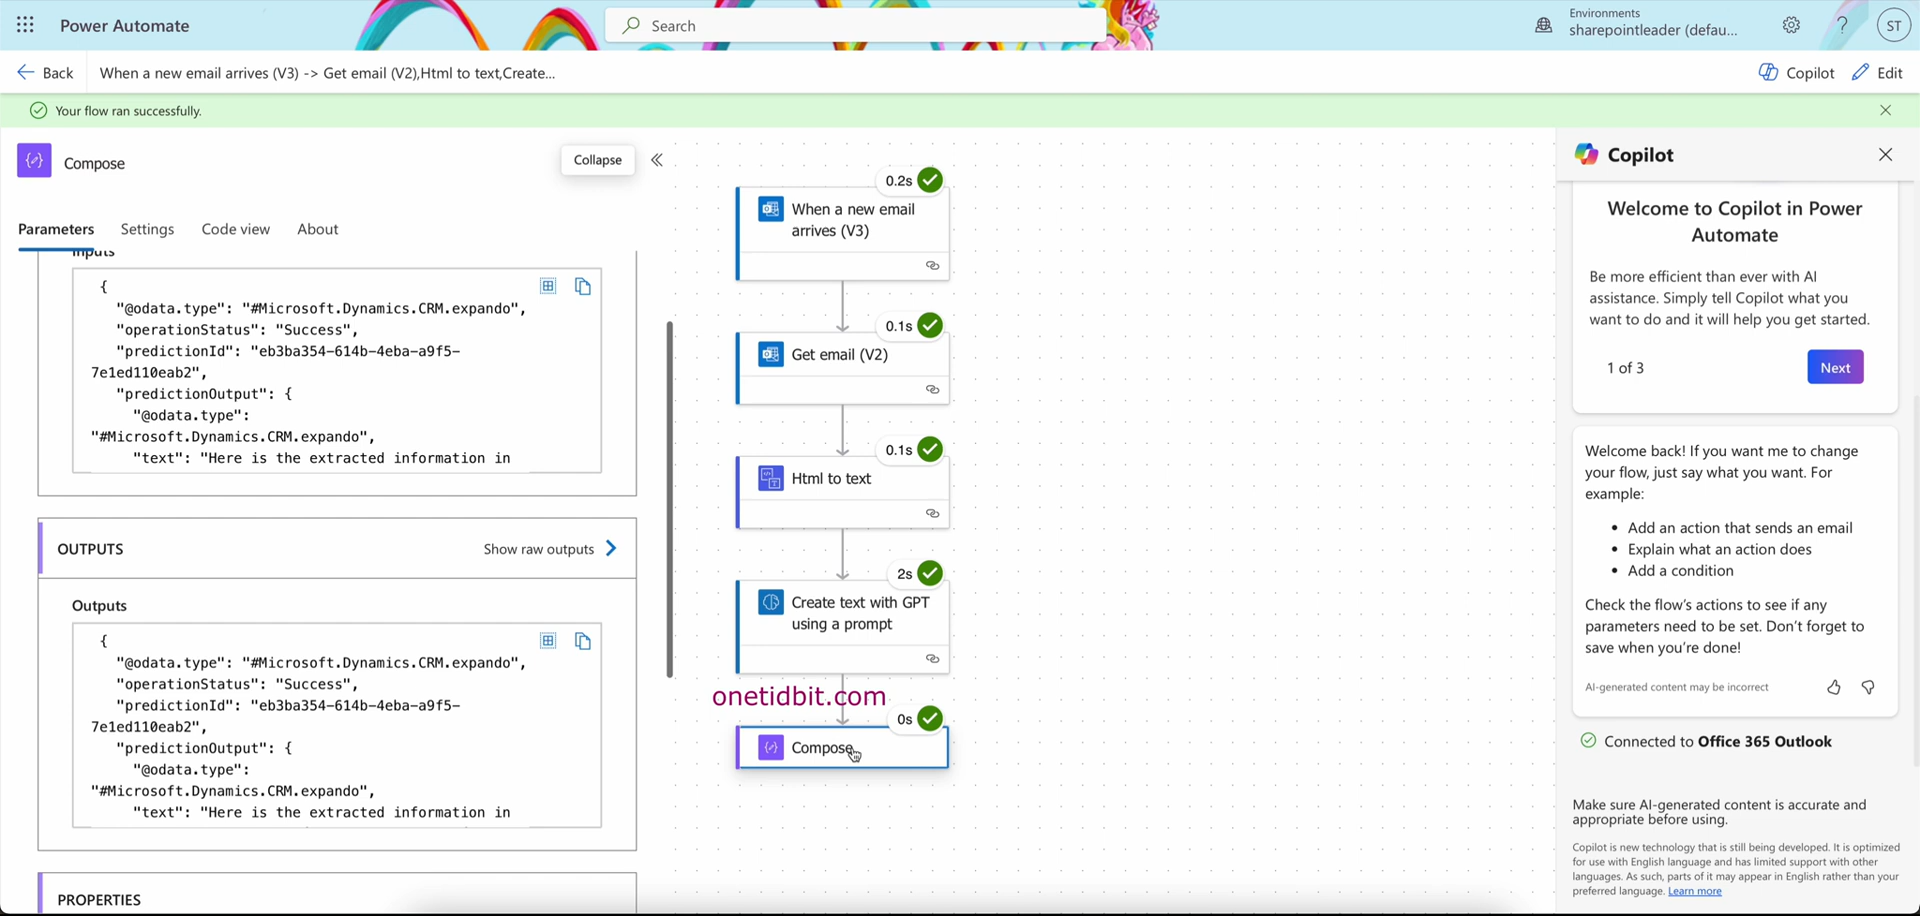 Power Automate
Search
Environments
sharepointleader (defau...
ST
Back
When a new email arrives (V3) -> Get email (V2),Html to text,Create...
Copilot
Edit
Your flow ran successfully.
Compose
Collapse
Parameters
Settings
Code view
About
Inputs
{
"@odata.type": "#Microsoft.Dynamics.CRM.expando",
"operationStatus": "Success",
"predictionId": "eb3ba354-614b-4eba-a9f5-
7e1ed110eab2",
"predictionOutput": {
"@odata.type":
"#Microsoft.Dynamics.CRM.expando",
"text": "Here is the extracted information in
OUTPUTS
Show raw outputs
Outputs
{
"@odata.type": "#Microsoft.Dynamics.CRM.expando",
"operationStatus": "Success",
"predictionId": "eb3ba354-614b-4eba-a9f5-
7e1ed110eab2",
"predictionOutput": {
"@odata.type":
"#Microsoft.Dynamics.CRM.expando",
"text": "Here is the extracted information in
PROPERTIES
0.2s
When a new email
arrives (V3)
0.1s
Get email (V2)
0.1s
Html to text
2s
Create text with GPT
using a prompt
onetidbit.com
0s
Compose
Copilot
Welcome to Copilot in Power
Automate
Be more efficient than ever with AI
assistance. Simply tell Copilot what you
want to do and it will help you get started.
1 of 3
Next
Welcome back! If you want me to change
your flow, just say what you want. For
example:
• Add an action that sends an email
• Explain what an action does
• Add a condition
Check the flow's actions to see if any
parameters need to be set. Don't forget to
save when you're done!
AI-generated content may be incorrect
Connected to Office 365 Outlook
Make sure AI-generated content is accurate and
appropriate before using.
Copilot is new technology that is still being developed. It is optimized
for use with English language and has limited support with other
languages. As such, parts of it may appear in English rather than your
preferred language. Learn more